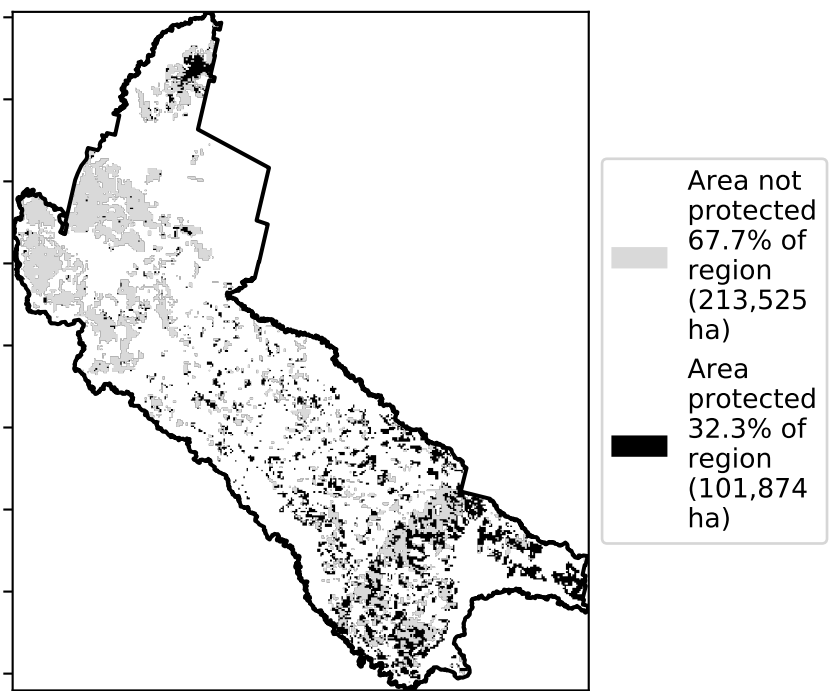 Area not
protected
67.7% of
region
(213,525
ha)
Area
protected
32.3% of
region
(101,874
ha)